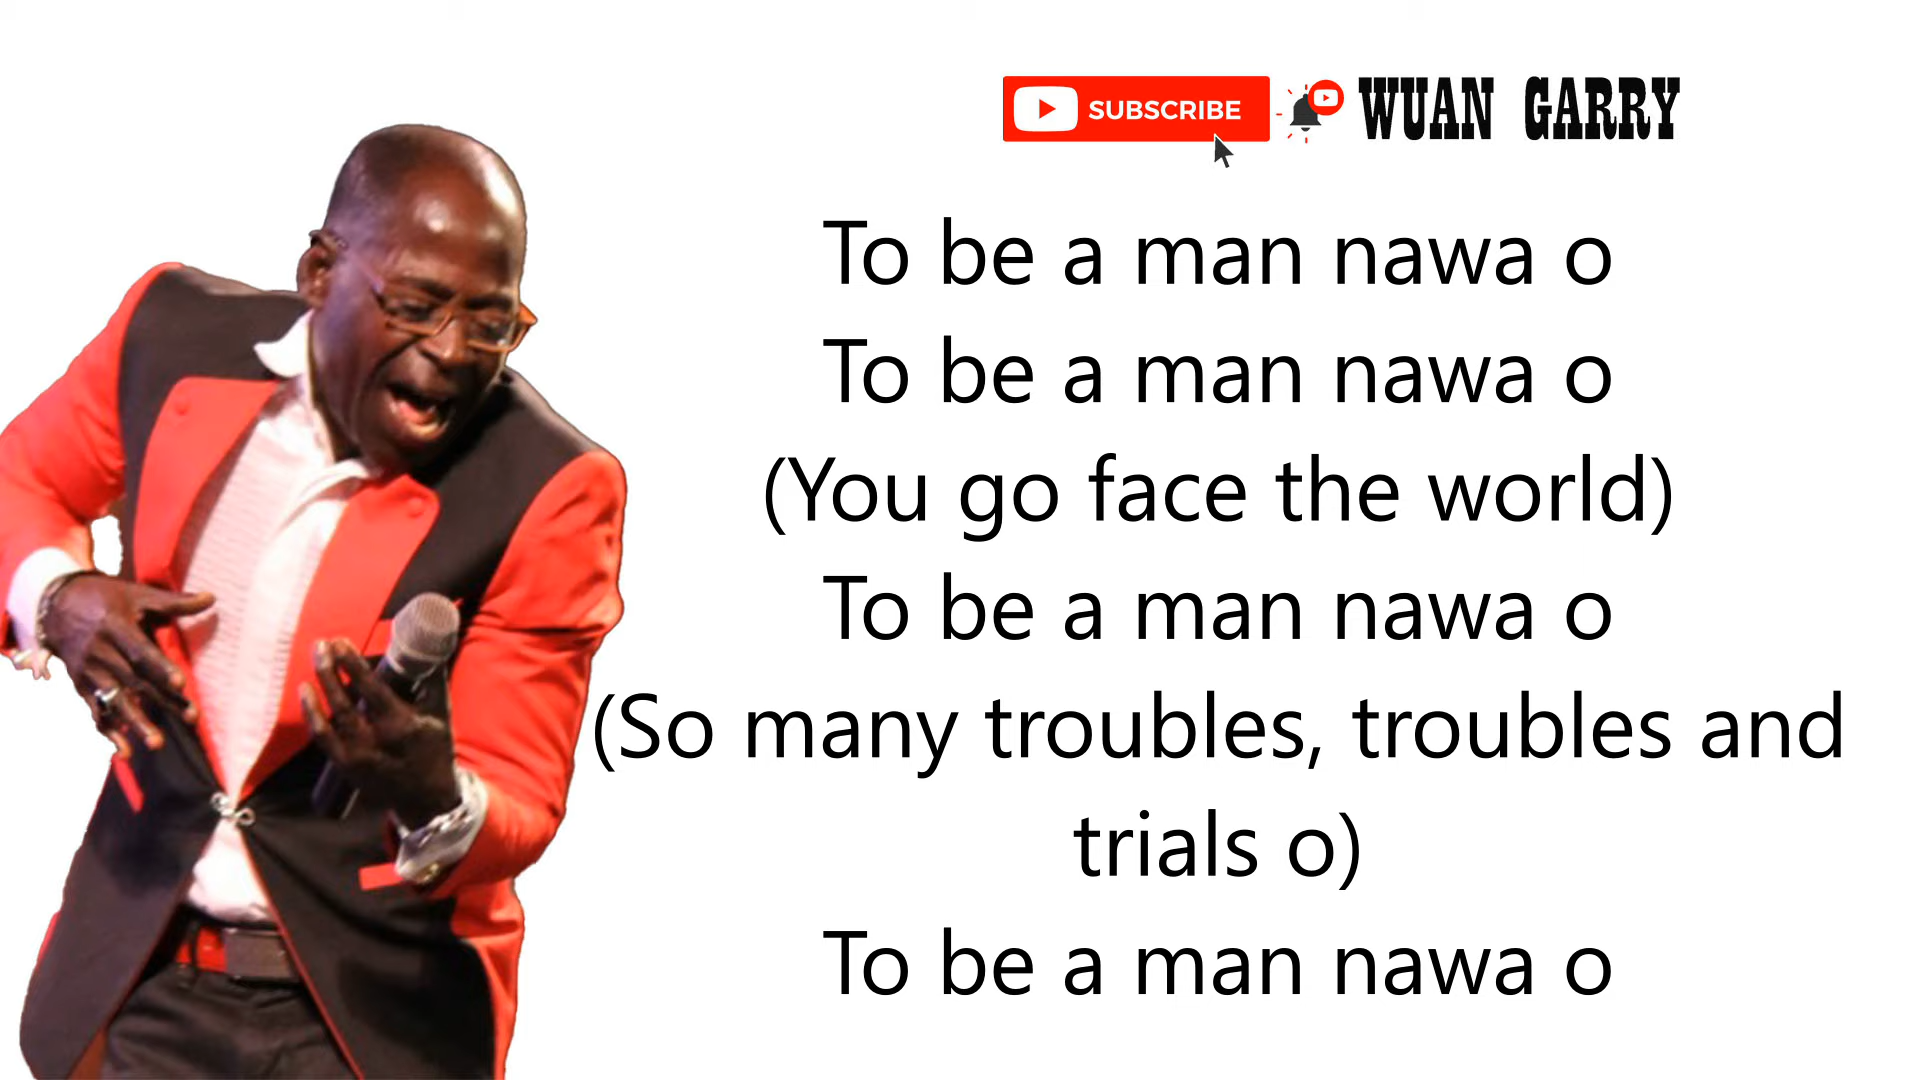 SUBSCRIBE WUAN GARRY
To be a man nawa o
To be a man nawa o
(You go face the world)
To be a man nawa o
(So many troubles, troubles and
trials o)
To be a man nawa o